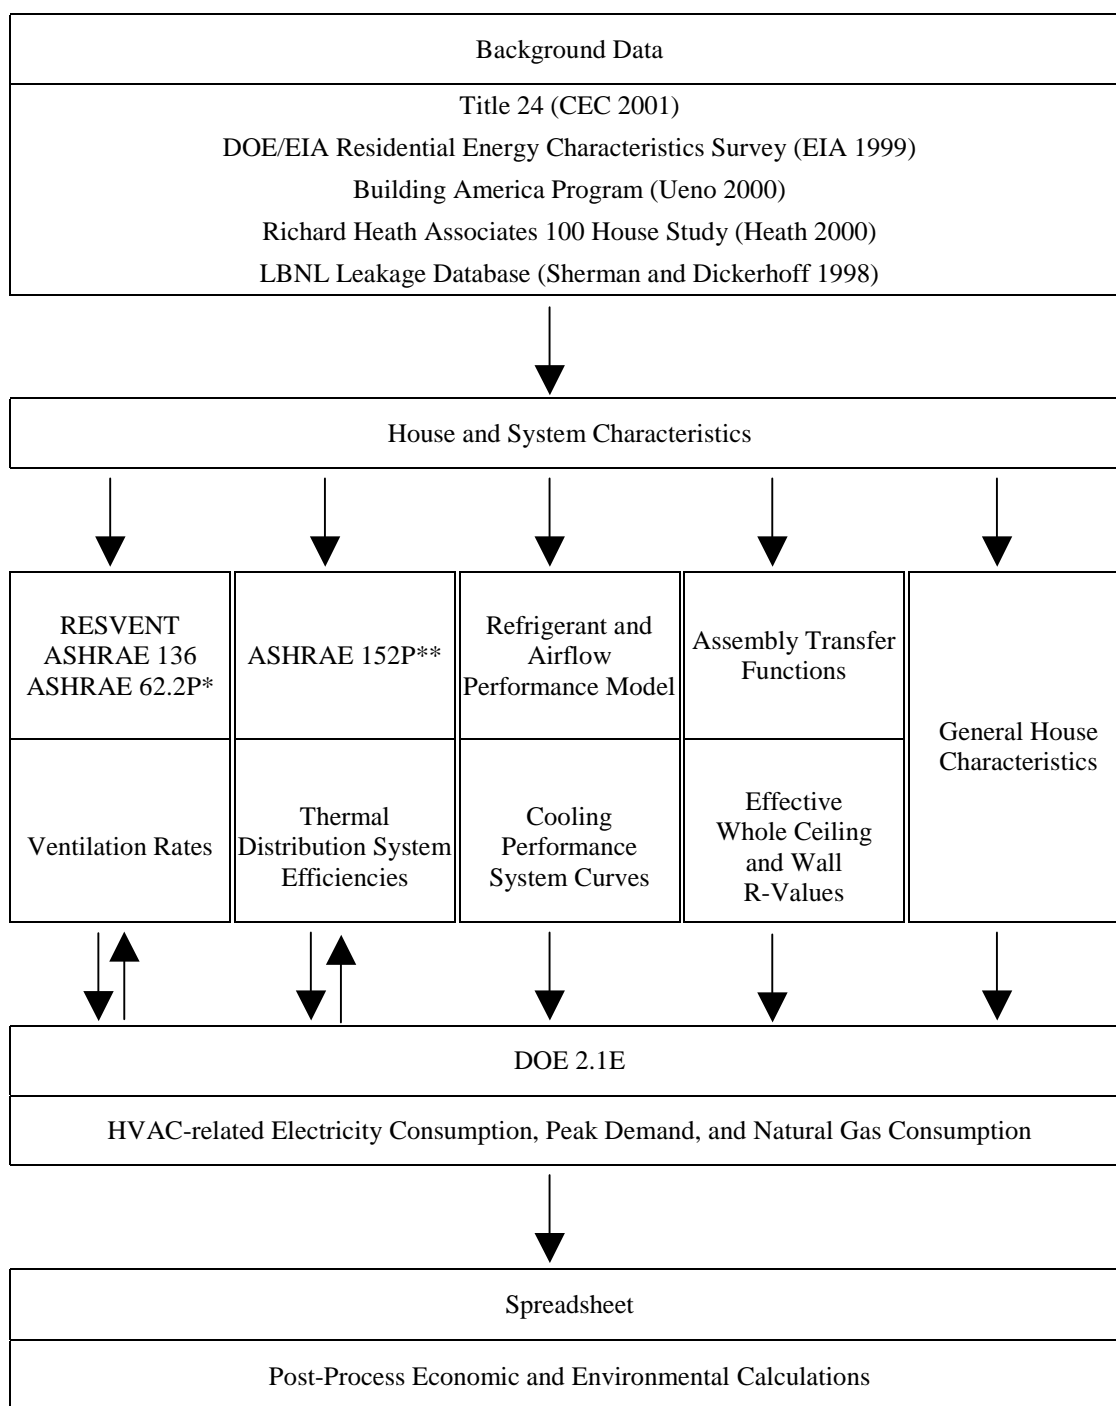 Background Data
Title 24 (CEC 2001)
DOE/EIA Residential Energy Characteristics Survey (EIA 1999)
Building America Program (Ueno 2000)
Richard Heath Associates 100 House Study (Heath 2000)
LBNL Leakage Database (Sherman and Dickerhoff 1998)
House and System Characteristics
RESVENT
ASHRAE 136
ASHRAE 62.2P*
Ventilation Rates
ASHRAE 152P**
Thermal
Distribution System
Efficiencies
Refrigerant and
Airflow
Performance Model
Cooling
Performance
System Curves
Assembly Transfer
Functions
Effective
Whole Ceiling
and Wall
R-Values
General House
Characteristics
DOE 2.1E
HVAC-related Electricity Consumption, Peak Demand, and Natural Gas Consumption
Spreadsheet
Post-Process Economic and Environmental Calculations